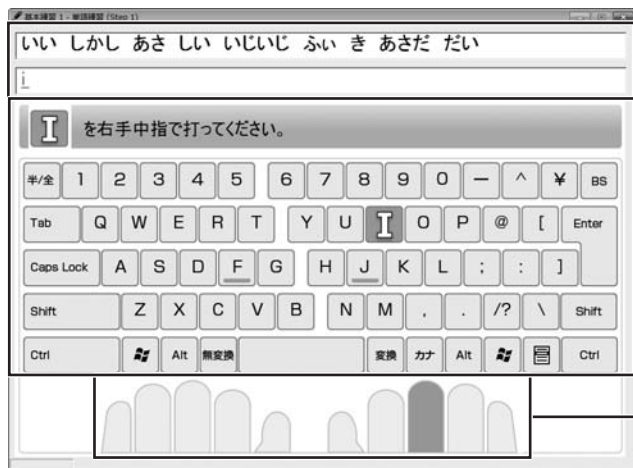 基本練習 1 - 単語練習 (Step 1)
いい しかし あさ しい いじいじ ふぃ き あさだ だい
i
I を右手中指で打ってください。
半/全 1 2 3 4 5 6 7 8 9 0 － ^ ¥ BS
Tab Q W E R T Y U I O P @ [ Enter
Caps Lock A S D F G H J K L ; : ]
Shift Z X C V B N M , . /? \ Shift
Ctrl Alt 無変換 変換 カナ Alt Ctrl